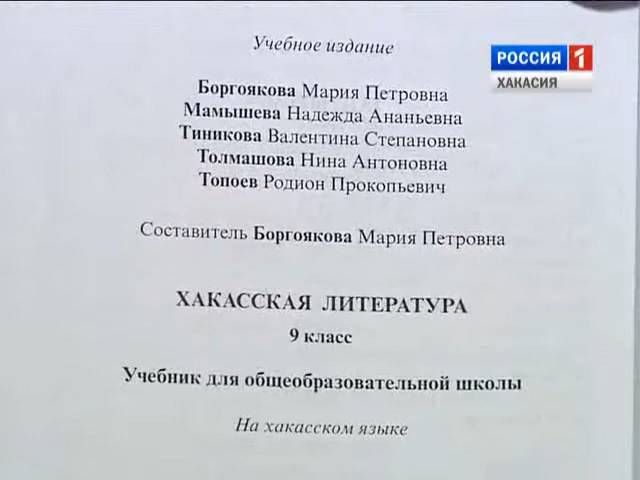 Учебное издание
РОССИЯ 1
ХАКАСИЯ
Боргоякова Мария Петровна
Мамышева Надежда Ананьевна
Тиникова Валентина Степановна
Толмашова Нина Антоновна
Топоев Родион Прокопьевич
Составитель Боргоякова Мария Петровна
ХАКАССКАЯ ЛИТЕРАТУРА
9 класс
Учебник для общеобразовательной школы
На хакасском языке